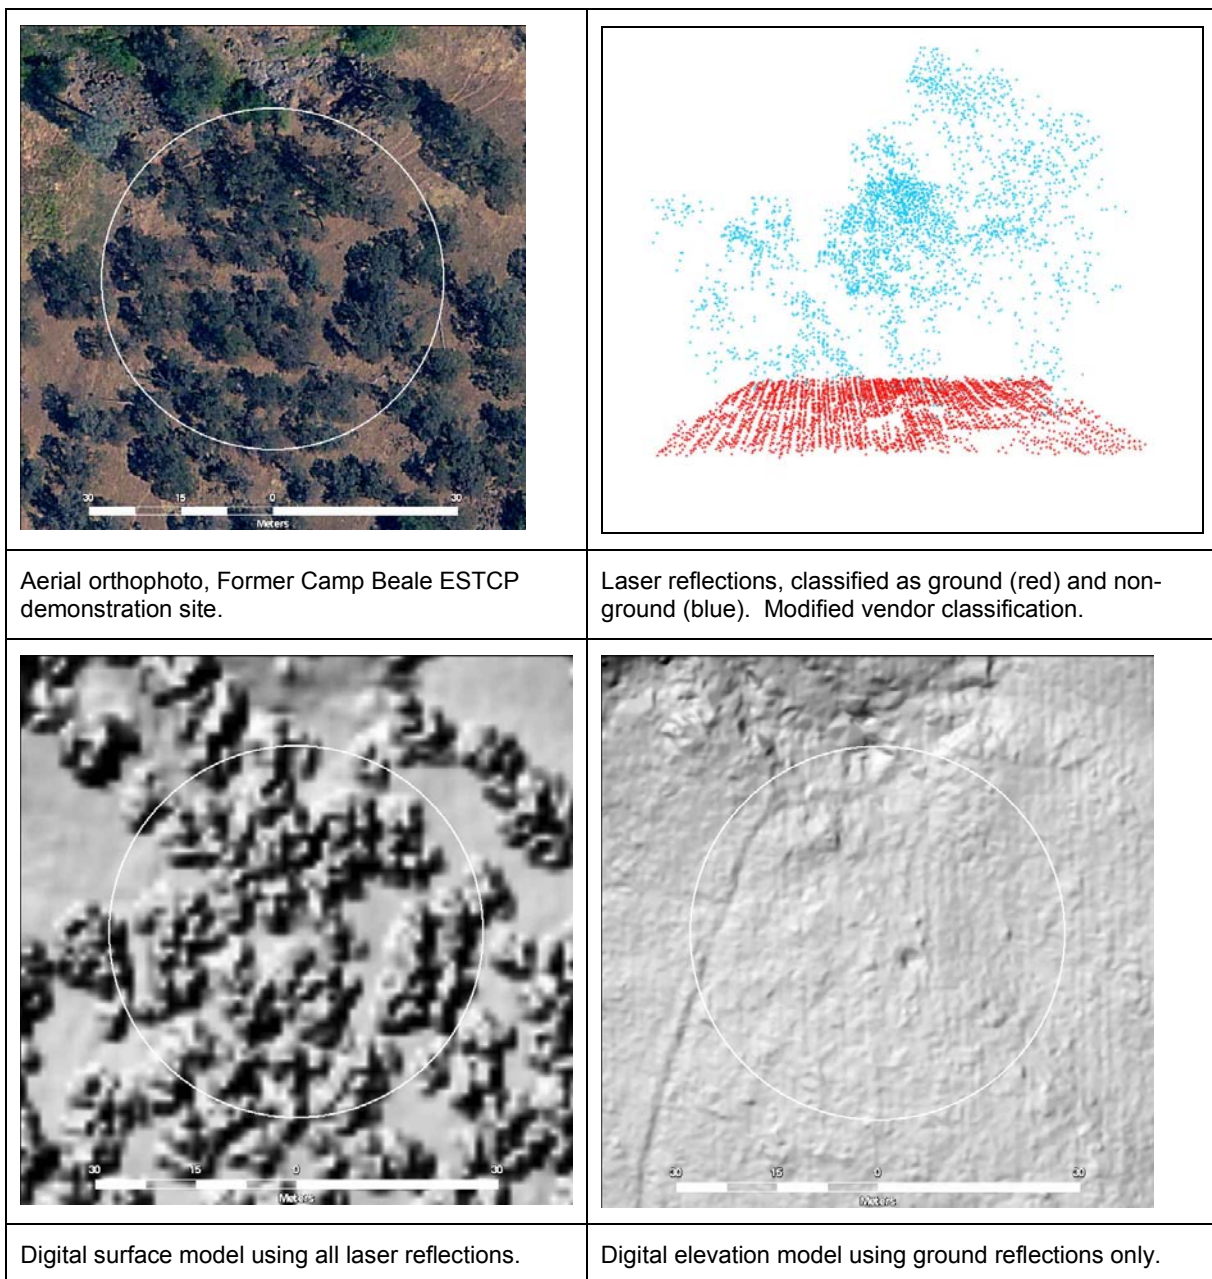 30 15 0 30
Meters
Aerial orthophoto, Former Camp Beale ESTCP
demonstration site.
Laser reflections, classified as ground (red) and non-
ground (blue).  Modified vendor classification.
30 15 0 30
Meters
30 15 0 30
Meters
Digital surface model using all laser reflections.
Digital elevation model using ground reflections only.